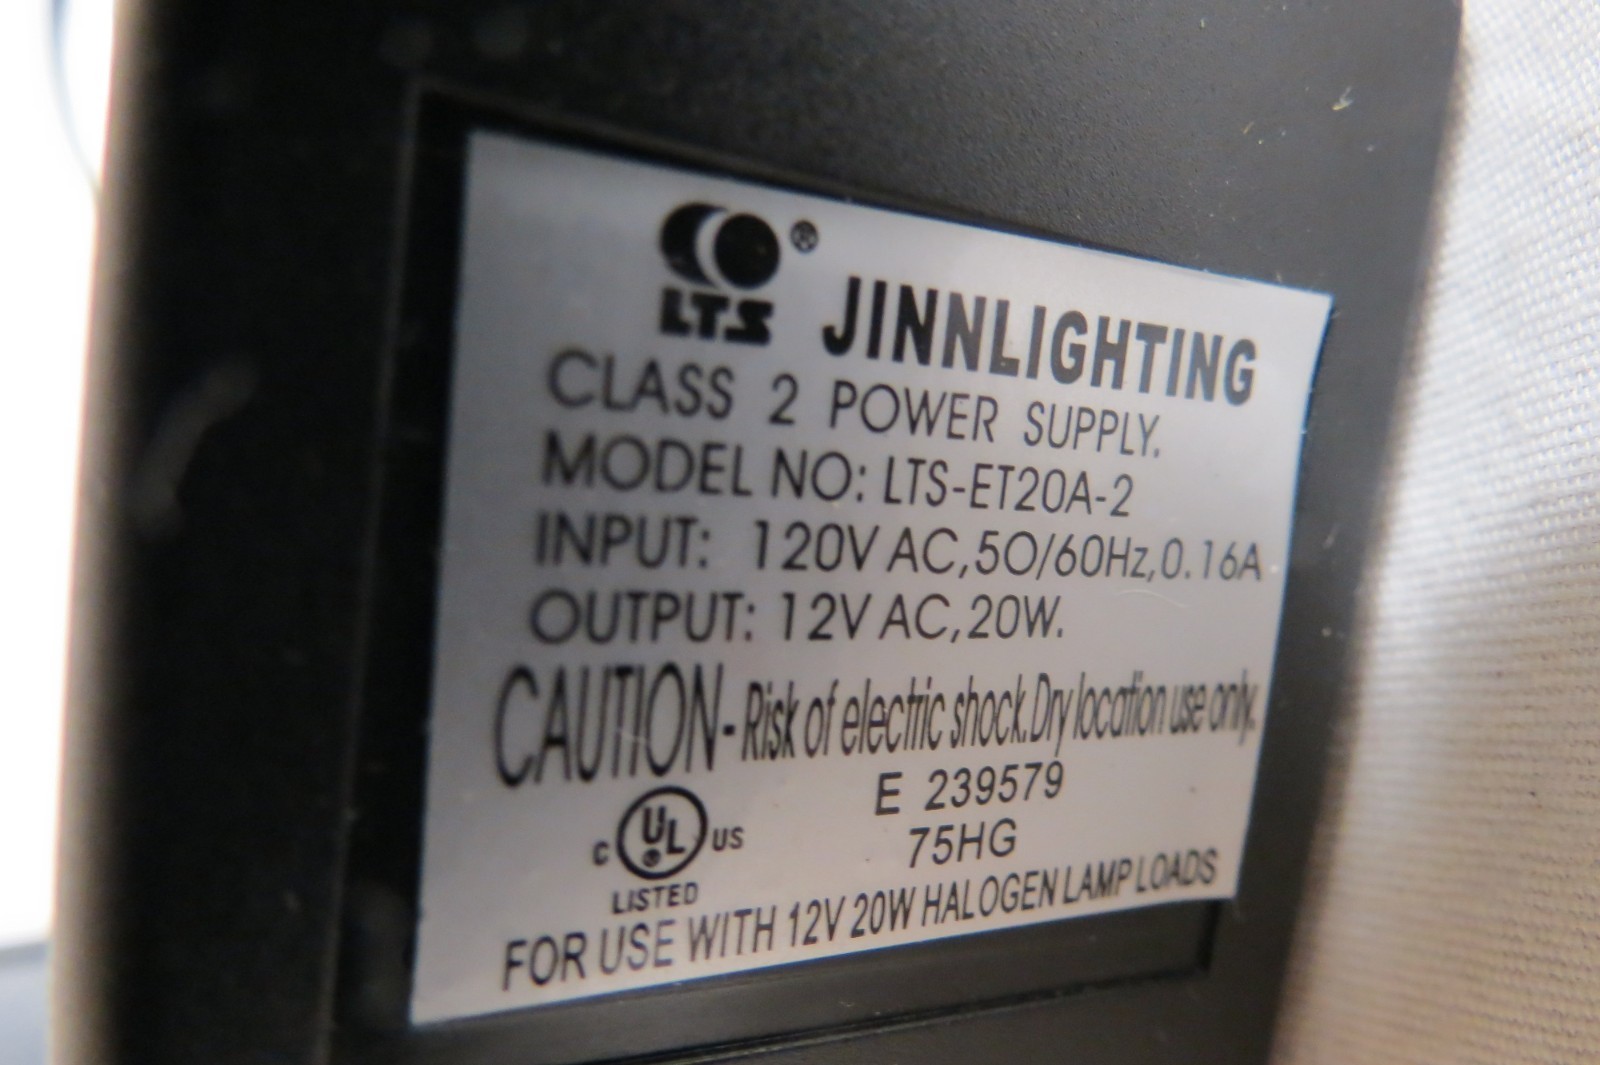 LTS ® JINNLIGHTING
CLASS 2 POWER SUPPLY.
MODEL NO: LTS-ET20A-2
INPUT: 120V AC,50/60Hz,0.16A
OUTPUT: 12V AC,20W.
CAUTION-Risk of electric shock.Dry location use only.
E 239579
C UL ® US
75HG
LISTED
FOR USE WITH 12V 20W HALOGEN LAMP LOADS